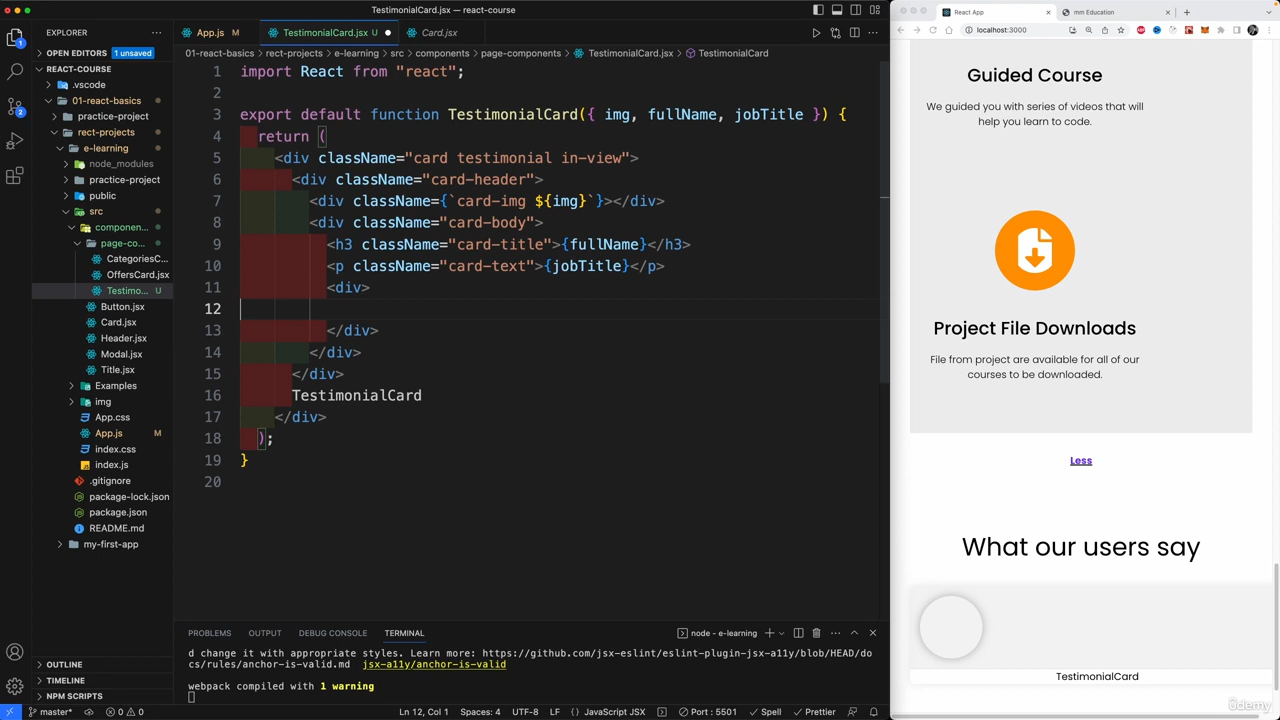 TestimonialCard.jsx — react-course
EXPLORER
OPEN EDITORS
1 unsaved
REACT-COURSE
.vscode
01-react-basics
practice-project
rect-projects
e-learning
node_modules
practice-project
public
src
componen...
page-co...
CategoriesC...
OffersCard.jsx
Testimo... U
Button.jsx
Card.jsx
Header.jsx
Modal.jsx
Title.jsx
Examples
img
App.css
App.js M
index.css
index.js
.gitignore
package-lock.json
package.json
README.md
my-first-app
OUTLINE
TIMELINE
NPM SCRIPTS
App.js M
TestimonialCard.jsx U
Card.jsx
01-react-basics > rect-projects > e-learning > src > components > page-components > TestimonialCard.jsx > TestimonialCard
1 import React from "react";
2
3 export default function TestimonialCard({ img, fullName, jobTitle }) {
4 return (
5 <div className="card testimonial in-view">
6 <div className="card-header">
7 <div className={`card-img ${img}`}></div>
8 <div className="card-body">
9 <h3 className="card-title">{fullName}</h3>
10 <p className="card-text">{jobTitle}</p>
11 <div>
12
13 </div>
14 </div>
15 </div>
16 TestimonialCard
17 </div>
18 );
19 }
20
PROBLEMS OUTPUT DEBUG CONSOLE TERMINAL
node - e-learning
d change it with appropriate styles. Learn more: https://github.com/jsx-eslint/eslint-plugin-jsx-a11y/blob/HEAD/do
cs/rules/anchor-is-valid.md jsx-a11y/anchor-is-valid
webpack compiled with 1 warning
master* 0 0 Ln 12, Col 1 Spaces: 4 UTF-8 LF {} JavaScript JSX Port : 5501 Spell Prettier
React App
mm Education
localhost:3000
Guided Course
We guided you with series of videos that will
help you learn to code.
Project File Downloads
File from project are available for all of our
courses to be downloaded.
Less
What our users say
TestimonialCard
ûdemy